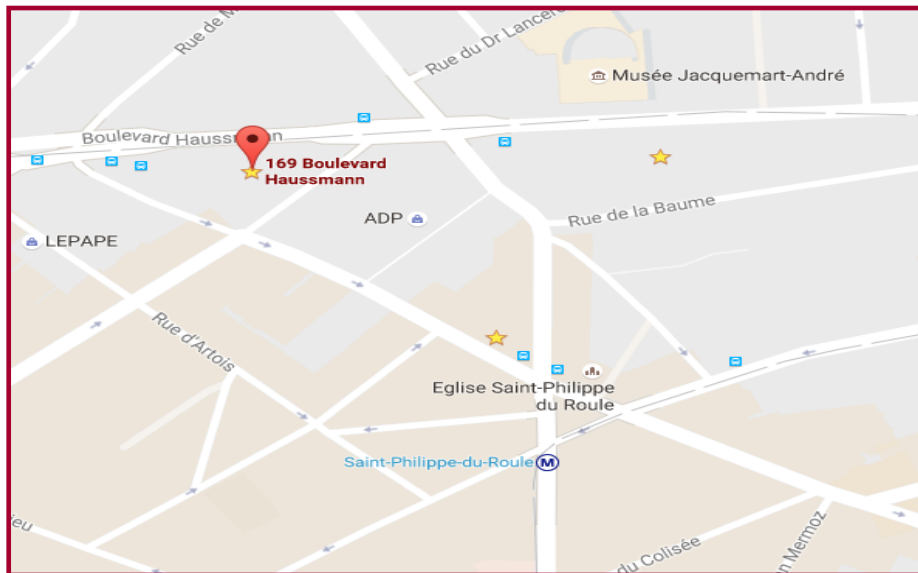 Rue de M
Rue du Dr Lancere
Musée Jacquemart-André
Boulevard Haussmann
169 Boulevard
Haussmann
ADP
Rue de la Baume
LEPAPE
Rue d'Artois
Eglise Saint-Philippe
du Roule
Saint-Philippe-du-Roule M
ieu
du Colisée
n Mermoz